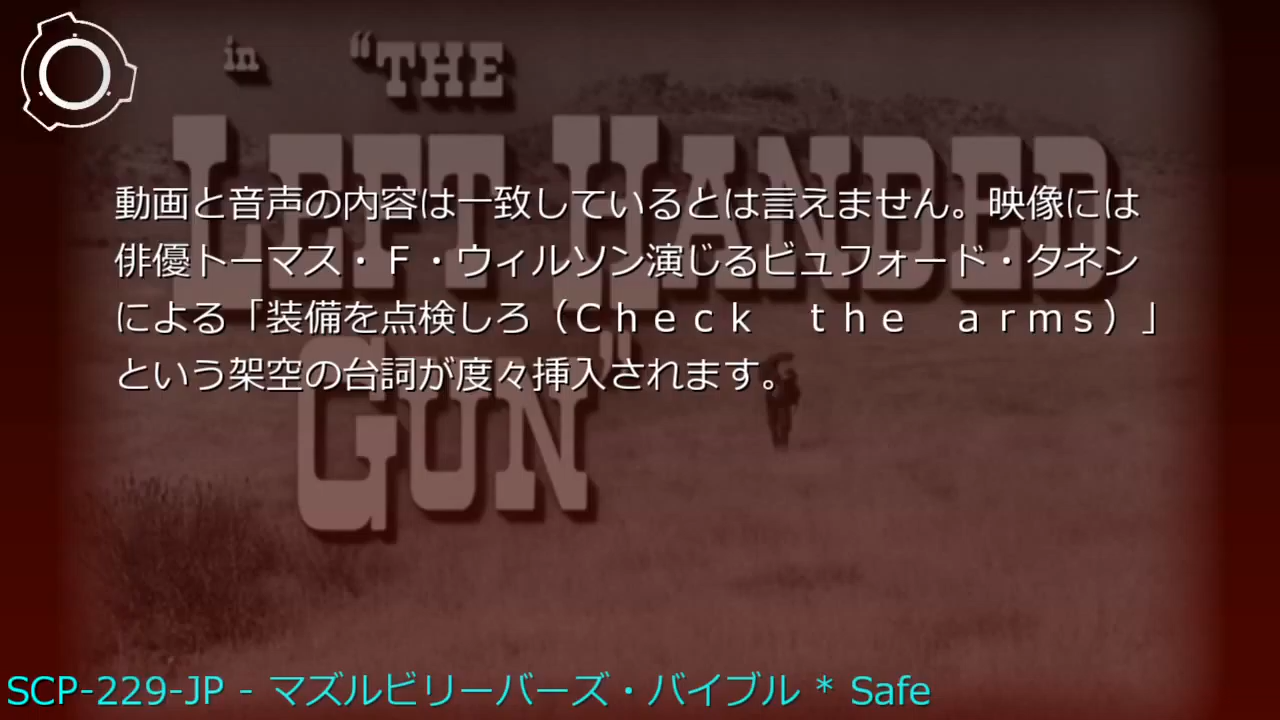 in "THE
LEFT HANDED
GUN"
動画と音声の内容は一致しているとは言えません。映像には
俳優トーマス・Ｆ・ウィルソン演じるビュフォード・タネン
による「装備を点検しろ（Ｃｈｅｃｋ　ｔｈｅ　ａｒｍｓ）」
という架空の台詞が度々挿入されます。
SCP-229-JP - マズルビリーバーズ・バイブル * Safe